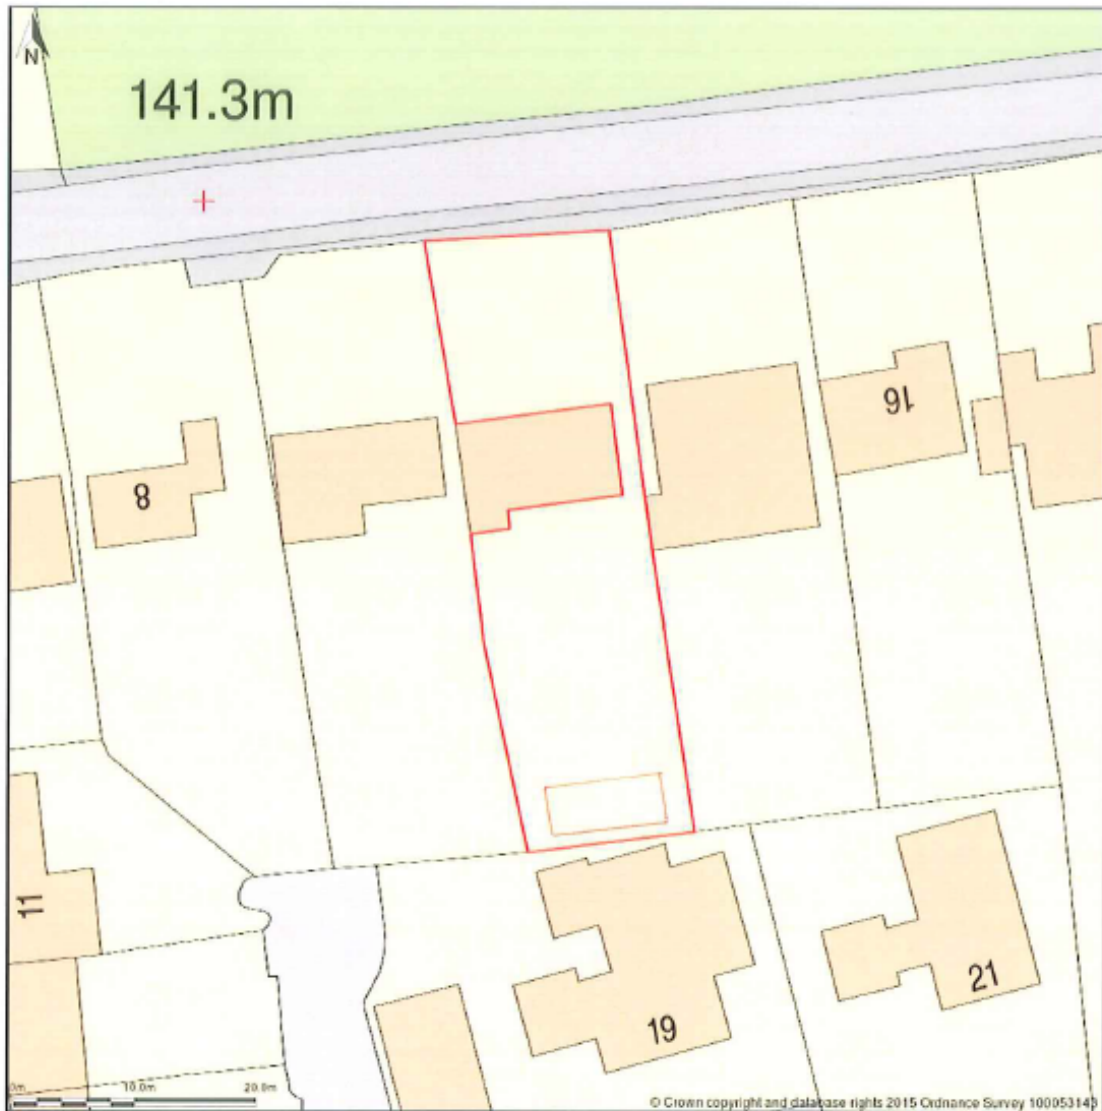 N
141.3m
16
8
11
19
21
0m 10.0m 20.0m
© Crown copyright and database rights 2015 Ordnance Survey 100053143